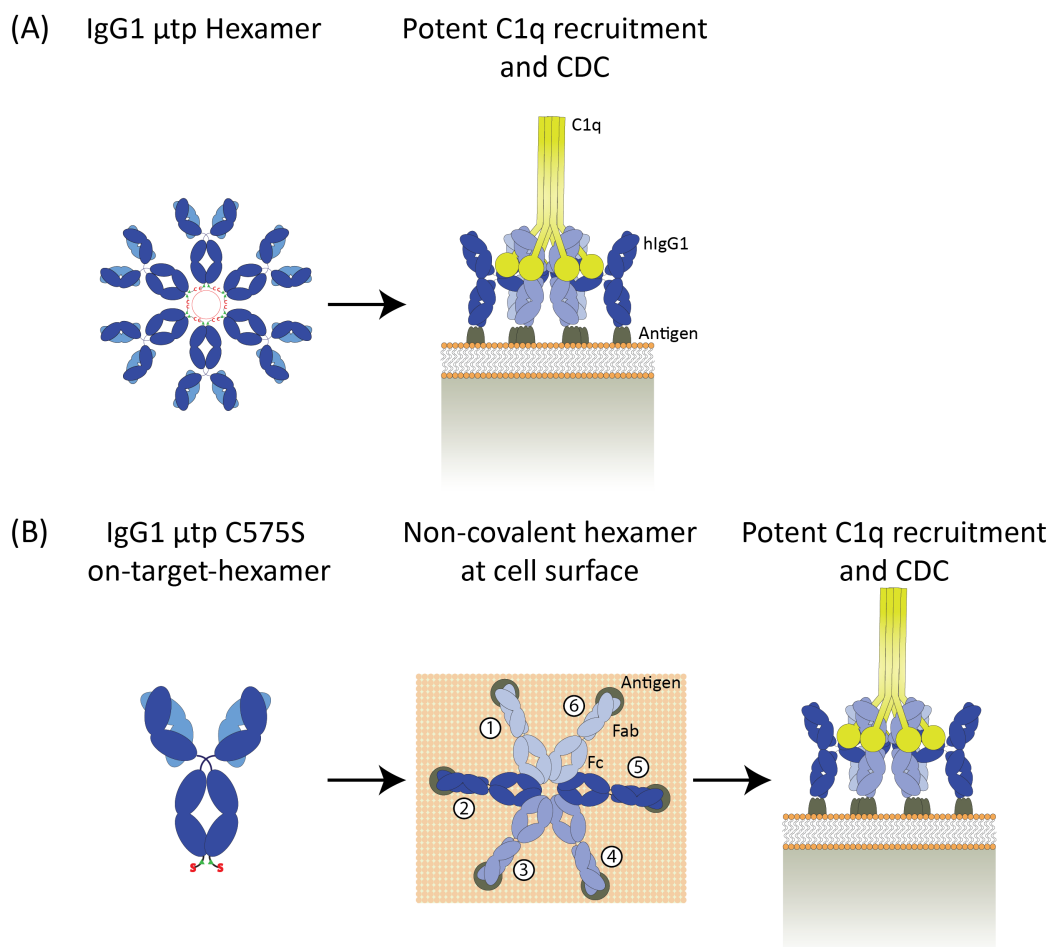 (A) IgG1 µtp Hexamer
Potent C1q recruitment
and CDC
C1q
hIgG1
Antigen
(B) IgG1 µtp C575S
on-target-hexamer
Non-covalent hexamer
at cell surface
Potent C1q recruitment
and CDC
Antigen
1
6
Fab
Fc
5
2
4
3
S S